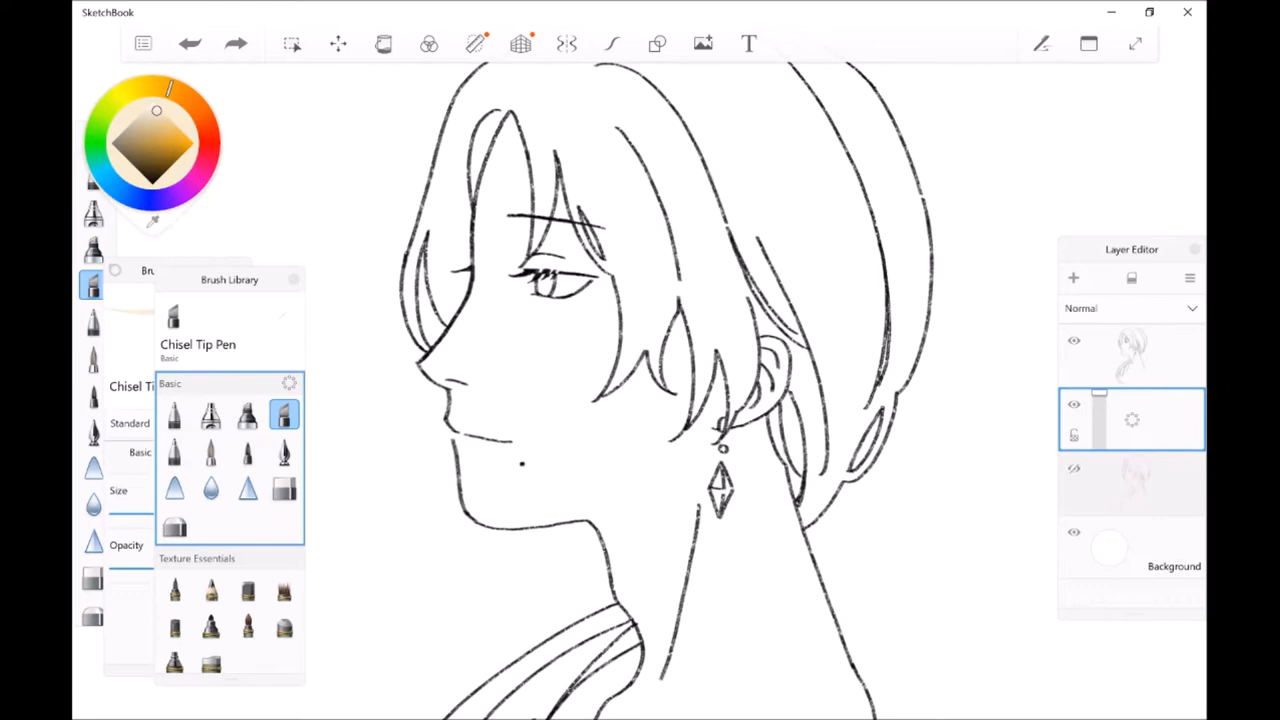 SketchBook
T
Layer Editor
Normal
Background
Bru
Brush Library
Chisel Tip Pen
Basic
Chisel Ti
Basic
Standard
Basic
Size
Opacity
Texture Essentials